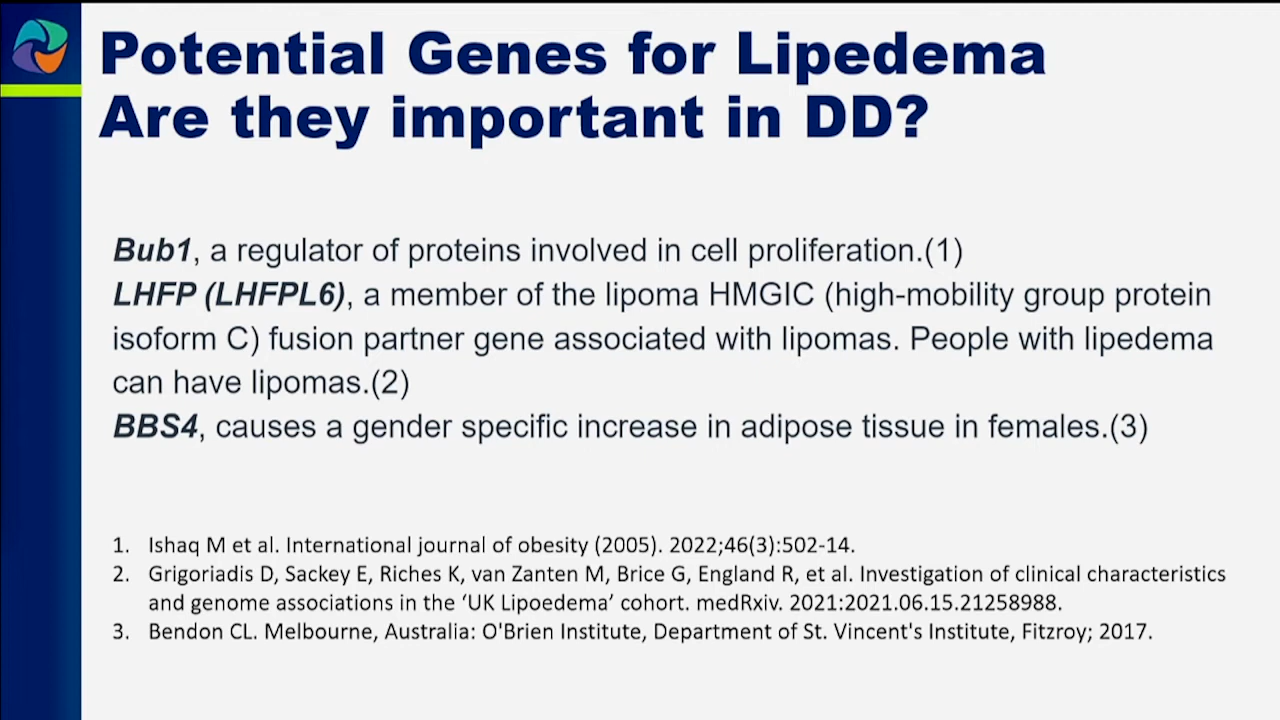 Potential Genes for Lipedema
Are they important in DD?
Bub1, a regulator of proteins involved in cell proliferation.(1)
LHFP (LHFPL6), a member of the lipoma HMGIC (high-mobility group protein
isoform C) fusion partner gene associated with lipomas. People with lipedema
can have lipomas.(2)
BBS4, causes a gender specific increase in adipose tissue in females.(3)
1. Ishaq M et al. International journal of obesity (2005). 2022;46(3):502-14.
2. Grigoriadis D, Sackey E, Riches K, van Zanten M, Brice G, England R, et al. Investigation of clinical characteristics
and genome associations in the ‘UK Lipoedema’ cohort. medRxiv. 2021:2021.06.15.21258988.
3. Bendon CL. Melbourne, Australia: O'Brien Institute, Department of St. Vincent's Institute, Fitzroy; 2017.